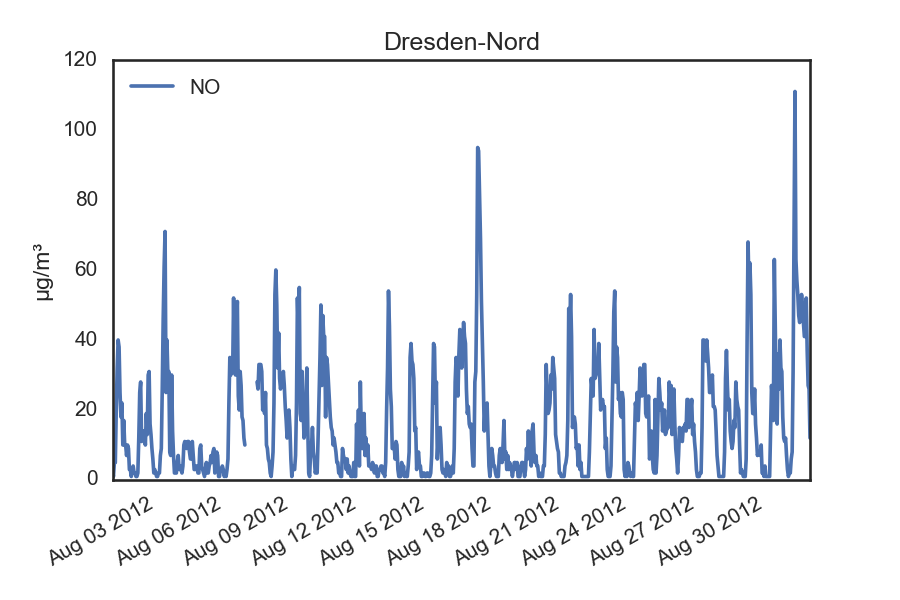 Dresden-Nord
120
100
80
60
40
20
0
µg/m³
NO
Aug 03 2012
Aug 06 2012
Aug 09 2012
Aug 12 2012
Aug 15 2012
Aug 18 2012
Aug 21 2012
Aug 24 2012
Aug 27 2012
Aug 30 2012